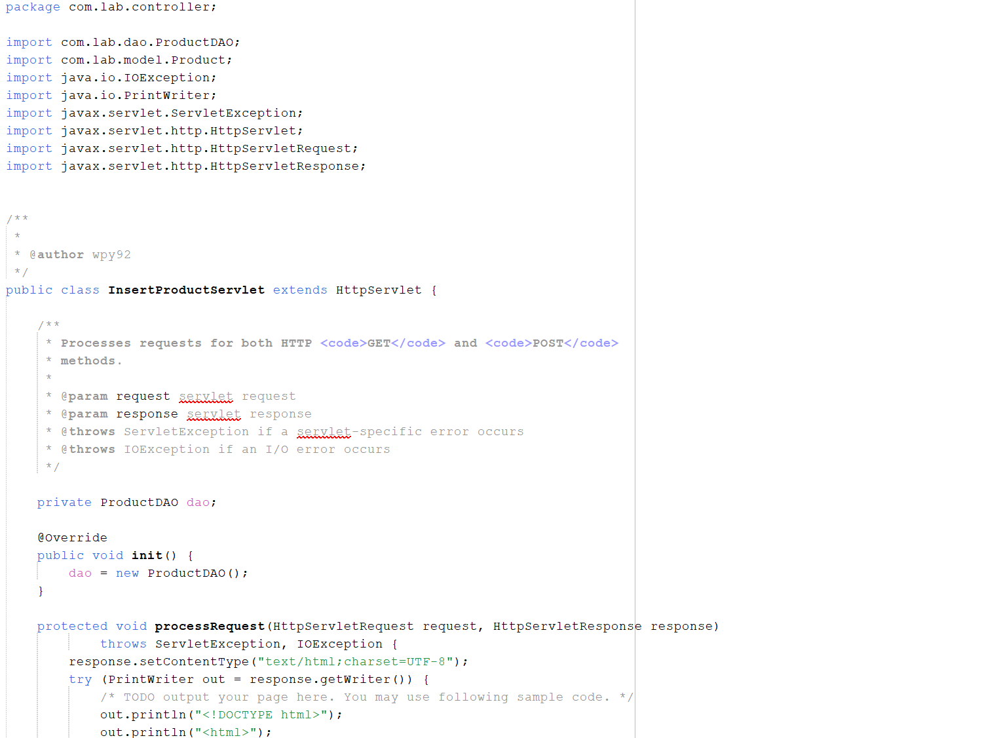 package com.lab.controller;
import com.lab.dao.ProductDAO;
import com.lab.model.Product;
import java.io.IOException;
import java.io.PrintWriter;
import javax.servlet.ServletException;
import javax.servlet.http.HttpServlet;
import javax.servlet.http.HttpServletRequest;
import javax.servlet.http.HttpServletResponse;
/**
 *
 * @author wpy92
 */
public class InsertProductServlet extends HttpServlet {
    /**
     * Processes requests for both HTTP <code>GET</code> and <code>POST</code>
     * methods.
     *
     * @param request servlet request
     * @param response servlet response
     * @throws ServletException if a servlet-specific error occurs
     * @throws IOException if an I/O error occurs
     */
    private ProductDAO dao;
    @Override
    public void init() {
        dao = new ProductDAO();
    }
    protected void processRequest(HttpServletRequest request, HttpServletResponse response)
            throws ServletException, IOException {
        response.setContentType("text/html;charset=UTF-8");
        try (PrintWriter out = response.getWriter()) {
            /* TODO output your page here. You may use following sample code. */
            out.println("<!DOCTYPE html>");
            out.println("<html>");